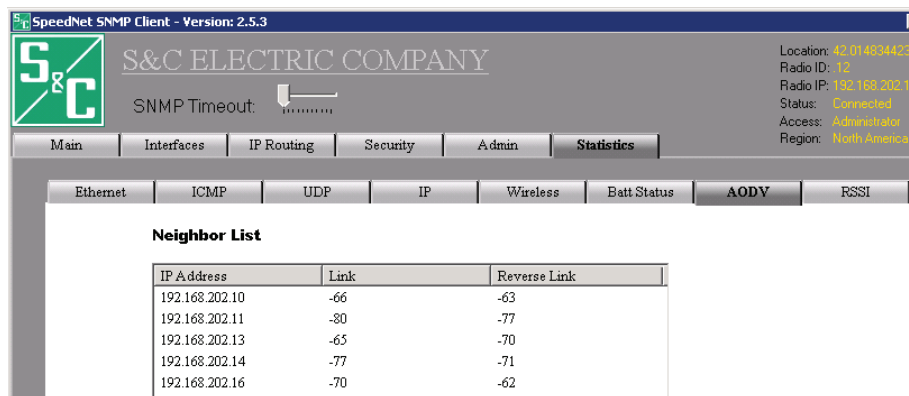 SpeedNet SNMP Client - Version: 2.5.3
S&C
S&C ELECTRIC COMPANY
SNMP Timeout:
Location: 42.014834423
Radio ID: .12
Radio IP: 192.168.202.1
Status: Connected
Access: Administrator
Region: North America
Main Interfaces IP Routing Security Admin Statistics
Ethernet ICMP UDP IP Wireless Batt Status AODV RSSI
Neighbor List
IP Address Link Reverse Link
192.168.202.10 -66 -63
192.168.202.11 -80 -77
192.168.202.13 -65 -70
192.168.202.14 -77 -71
192.168.202.16 -70 -62